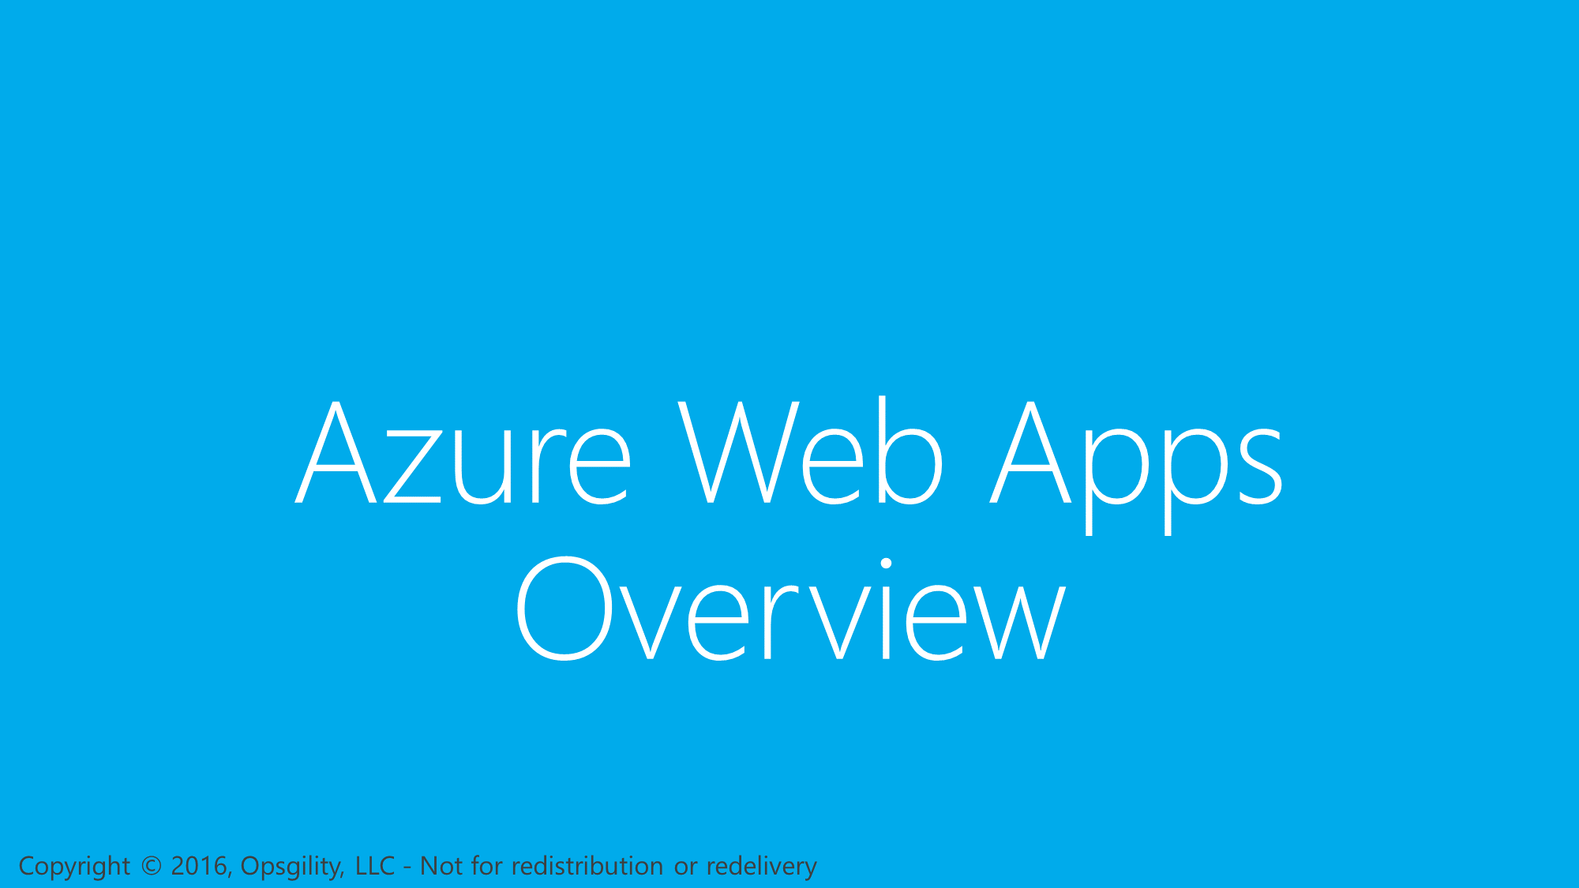 Azure Web Apps
Overview
Copyright © 2016, Opsgility, LLC - Not for redistribution or redelivery